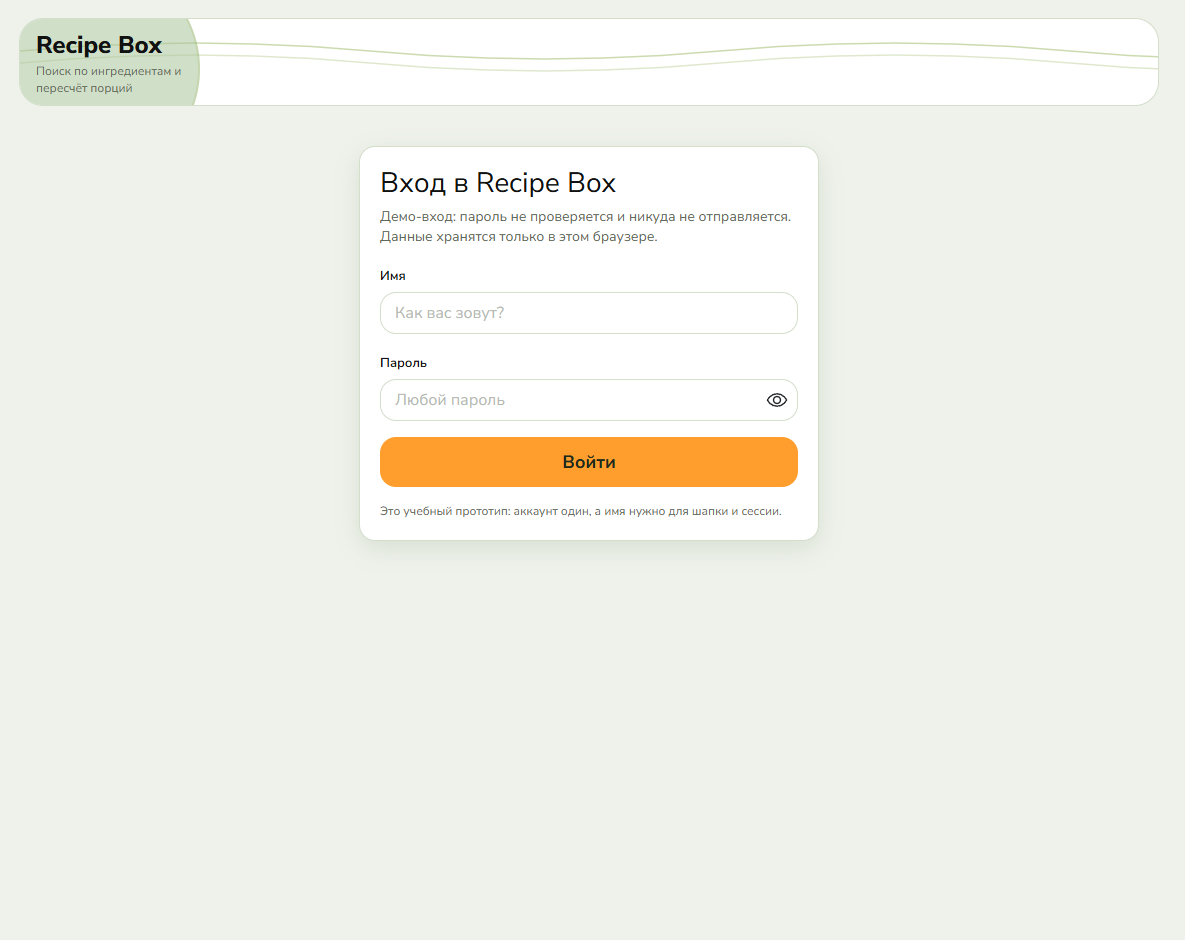 Recipe Box
Поиск по ингредиентам и
пересчёт порций
Вход в Recipe Box
Демо-вход: пароль не проверяется и никуда не отправляется.
Данные хранятся только в этом браузере.
Имя
Как вас зовут?
Пароль
Любой пароль
Войти
Это учебный прототип: аккаунт один, а имя нужно для шапки и сессии.